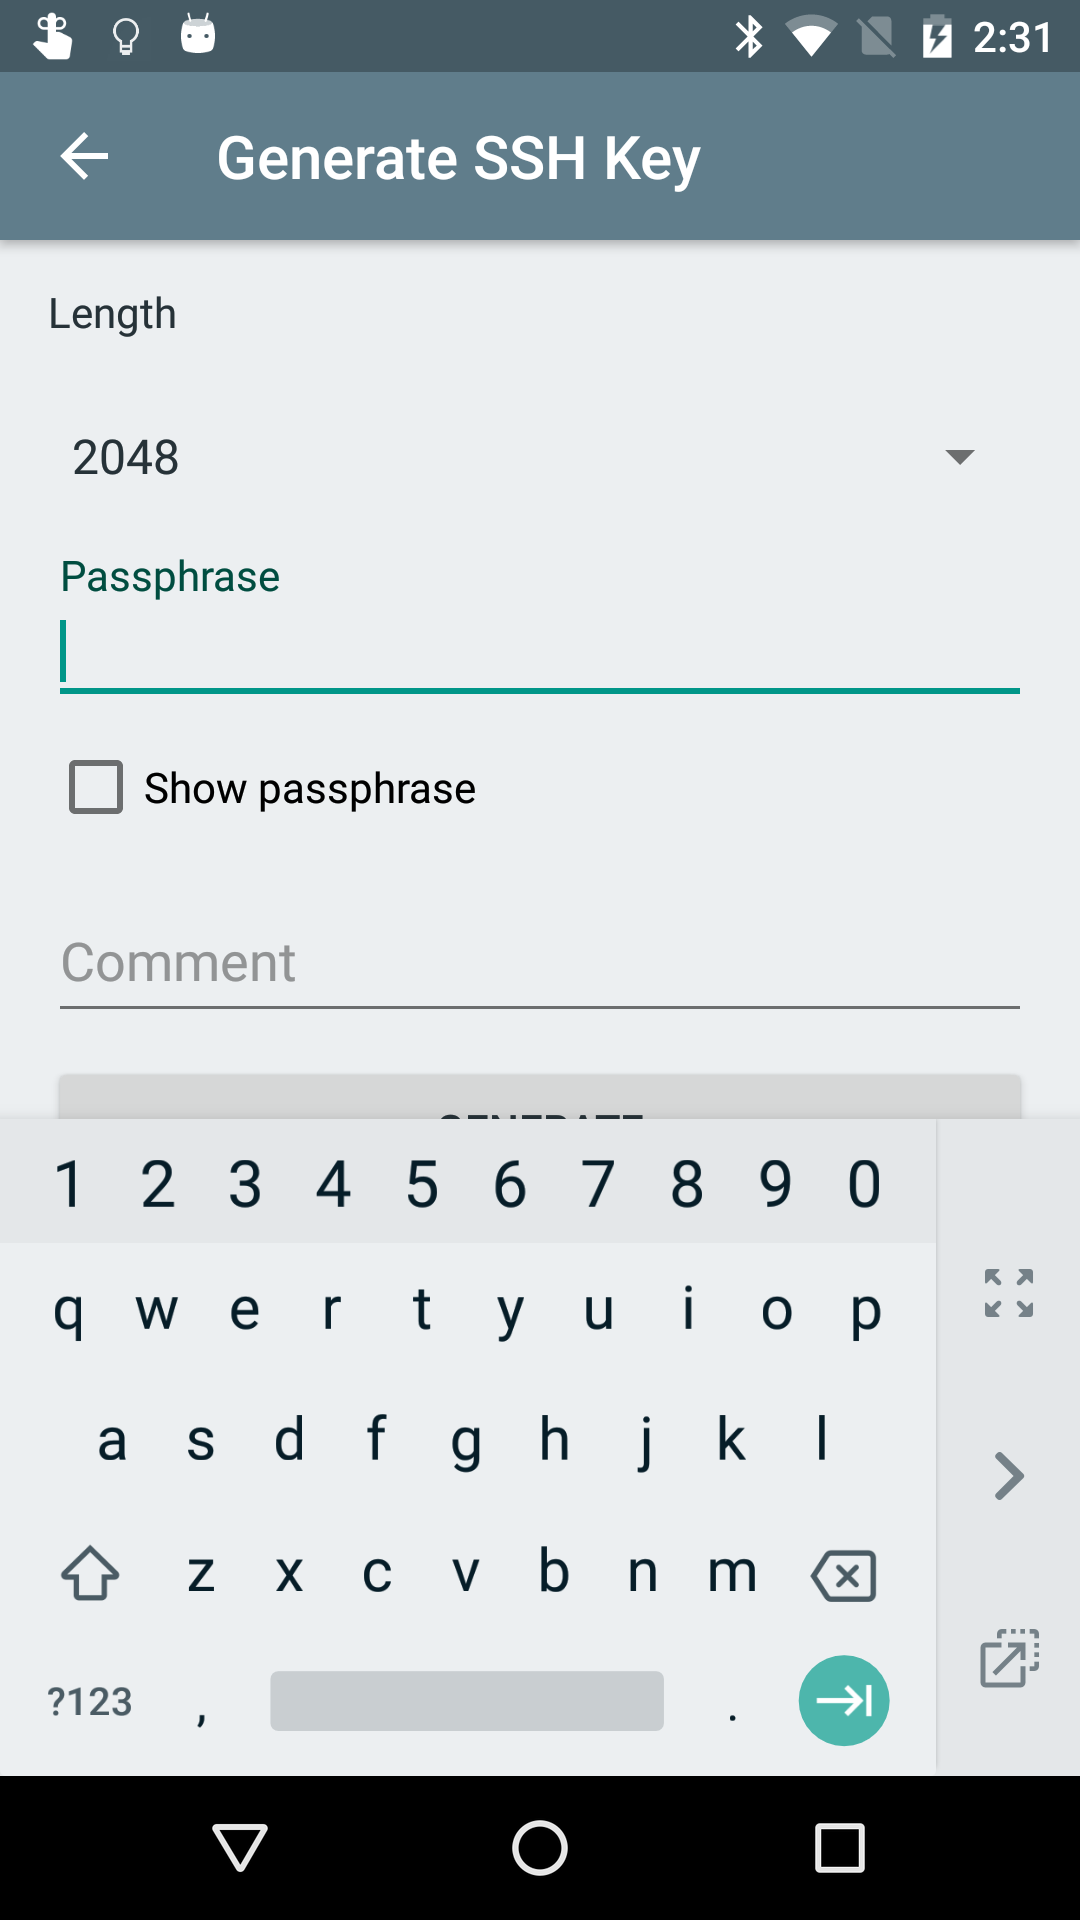 2:31
Generate SSH Key
Length
2048
Passphrase
Show passphrase
Comment
GENERATE
1 2 3 4 5 6 7 8 9 0
q w e r t y u i o p
a s d f g h j k l
z x c v b n m
?123 , .